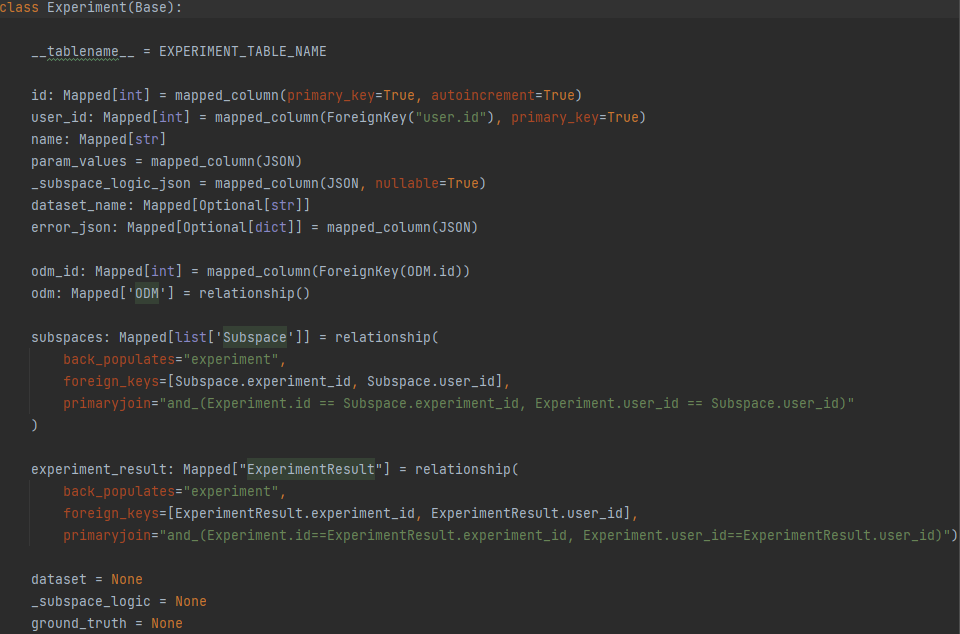 class Experiment(Base):
__tablename__ = EXPERIMENT_TABLE_NAME
id: Mapped[int] = mapped_column(primary_key=True, autoincrement=True)
user_id: Mapped[int] = mapped_column(ForeignKey("user.id"), primary_key=True)
name: Mapped[str]
param_values = mapped_column(JSON)
_subspace_logic_json = mapped_column(JSON, nullable=True)
dataset_name: Mapped[Optional[str]]
error_json: Mapped[Optional[dict]] = mapped_column(JSON)
odm_id: Mapped[int] = mapped_column(ForeignKey(ODM.id))
odm: Mapped['ODM'] = relationship()
subspaces: Mapped[list['Subspace']] = relationship(
back_populates="experiment",
foreign_keys=[Subspace.experiment_id, Subspace.user_id],
primaryjoin="and_(Experiment.id == Subspace.experiment_id, Experiment.user_id == Subspace.user_id)"
)
experiment_result: Mapped["ExperimentResult"] = relationship(
back_populates="experiment",
foreign_keys=[ExperimentResult.experiment_id, ExperimentResult.user_id],
primaryjoin="and_(Experiment.id==ExperimentResult.experiment_id, Experiment.user_id==ExperimentResult.user_id)")
dataset = None
_subspace_logic = None
ground_truth = None